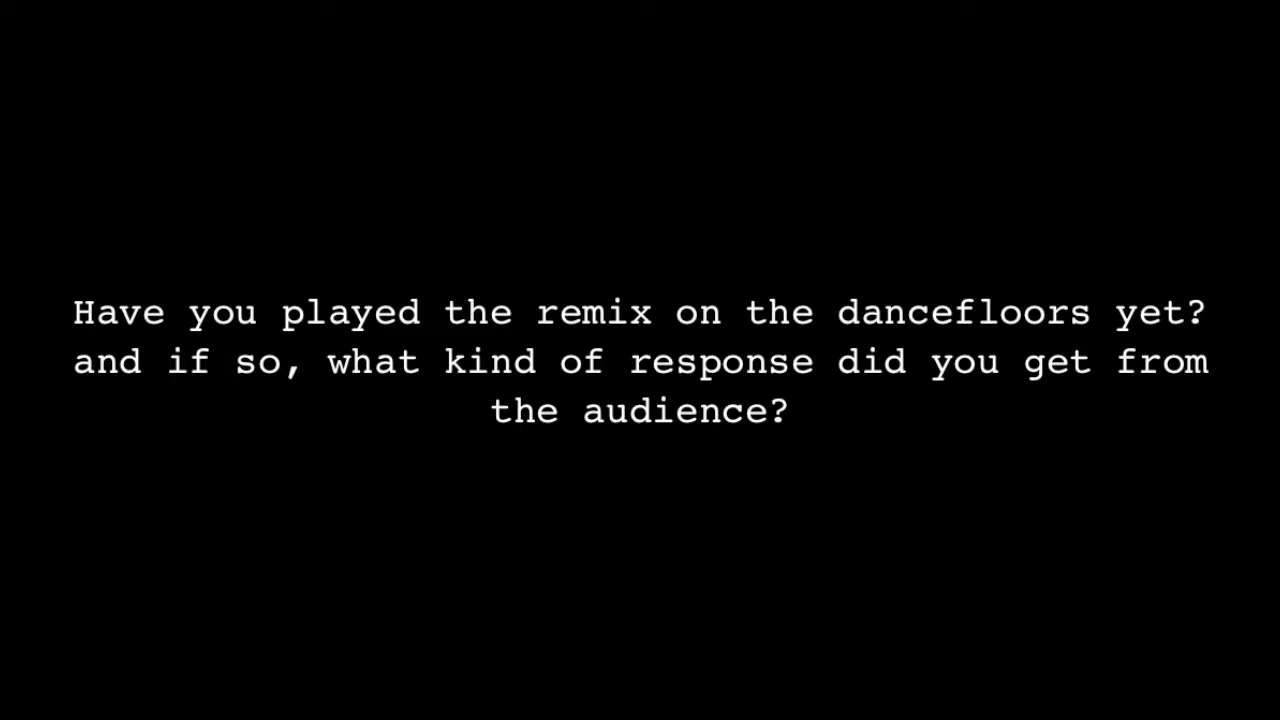 Have you played the remix on the dancefloors yet?
and if so, what kind of response did you get from
the audience?